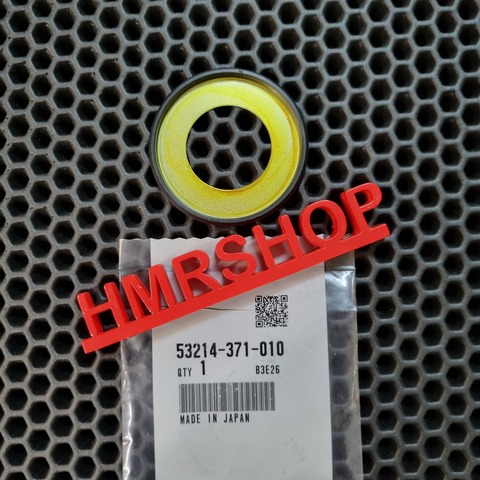 HMRSHOP
53214-371-010
QTY 1 B3E26
MADE IN JAPAN